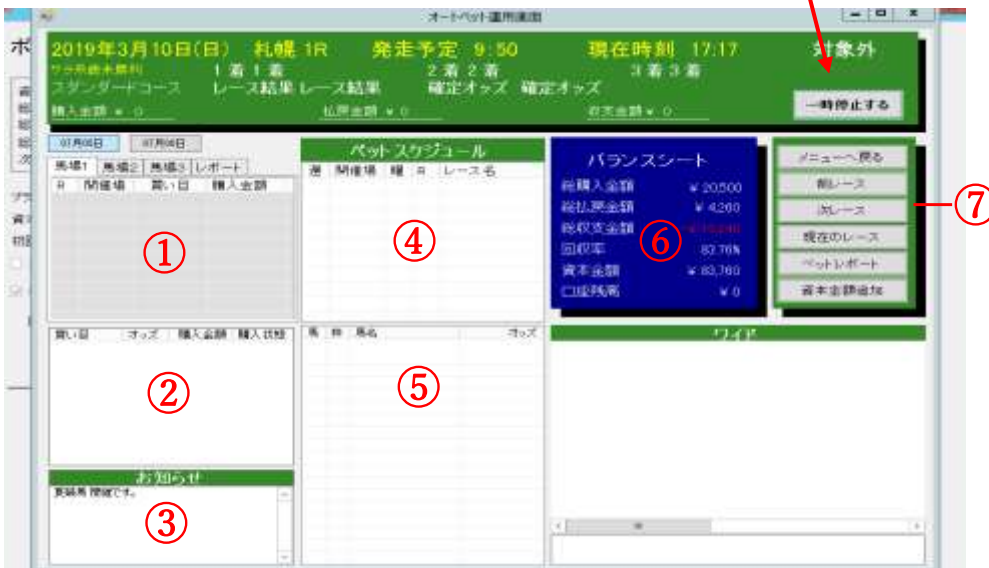 オートベット運用画面
2019年3月10日(日) 札幌 1R 発走予定 9:50 現在時刻 17:17 対象外
サラ系歳未勝利 1着1着 2着2着 3着3着
スタンダードコース レース結果 レース結果 確定オッズ 確定オッズ
購入金額 ¥ 0 払戻金額 ¥ 0 収支金額 ¥ 0 一時停止する
馬場1 馬場2 馬場3 レポート
R 開催場 買い目 購入金額
①
買い目 オッズ 購入金額 購入状態
②
お知らせ
③
ベットスケジュール
選 開催場 曜 R レース名
④
馬 枠 馬名 オッズ
⑤
バランスシート
総購入金額 ¥ 20,500
総払戻金額 ¥ 4,260
総収支金額
回収率 83.76%
資本金額 ¥ 83,760
口座残高 ¥ 0
⑥
メニューへ戻る
前レース
次レース
現在のレース
ベットレポート
資本金額追加
⑦
ワイド